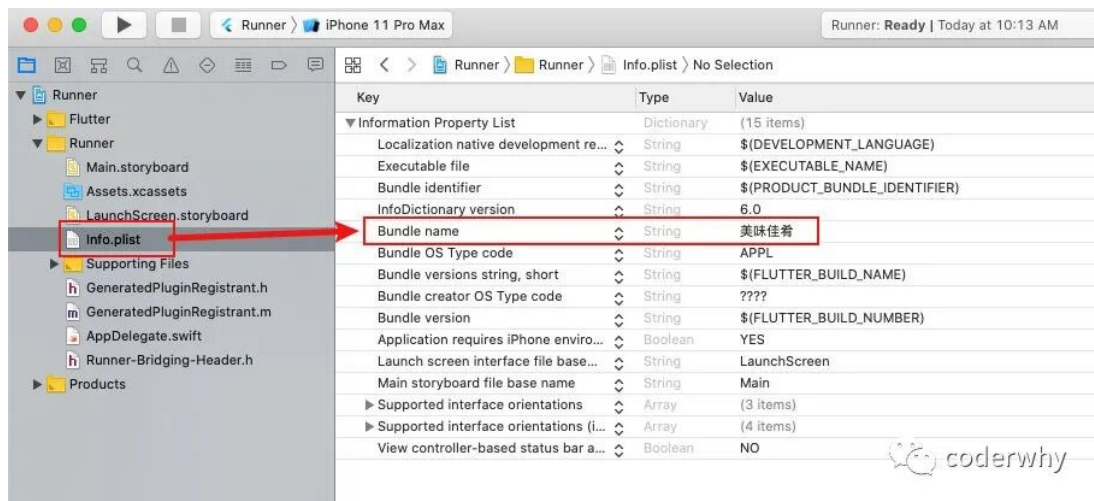 Runner 〉 iPhone 11 Pro Max
Runner: Ready | Today at 10:13 AM
Runner 〉 Runner 〉 Info.plist 〉 No Selection
Runner
Flutter
Runner
Main.storyboard
Assets.xcassets
LaunchScreen.storyboard
Info.plist
Supporting Files
GeneratedPluginRegistrant.h
GeneratedPluginRegistrant.m
AppDelegate.swift
Runner-Bridging-Header.h
Products
Key Type Value
Information Property List Dictionary (15 items)
Localization native development re... String $(DEVELOPMENT_LANGUAGE)
Executable file String $(EXECUTABLE_NAME)
Bundle identifier String $(PRODUCT_BUNDLE_IDENTIFIER)
InfoDictionary version String 6.0
Bundle name String 美味佳肴
Bundle OS Type code String APPL
Bundle versions string, short String $(FLUTTER_BUILD_NAME)
Bundle creator OS Type code String ????
Bundle version String $(FLUTTER_BUILD_NUMBER)
Application requires iPhone enviro... Boolean YES
Launch screen interface file base... String LaunchScreen
Main storyboard file base name String Main
Supported interface orientations Array (3 items)
Supported interface orientations (i... Array (4 items)
View controller-based status bar a... Boolean NO
coderwhy